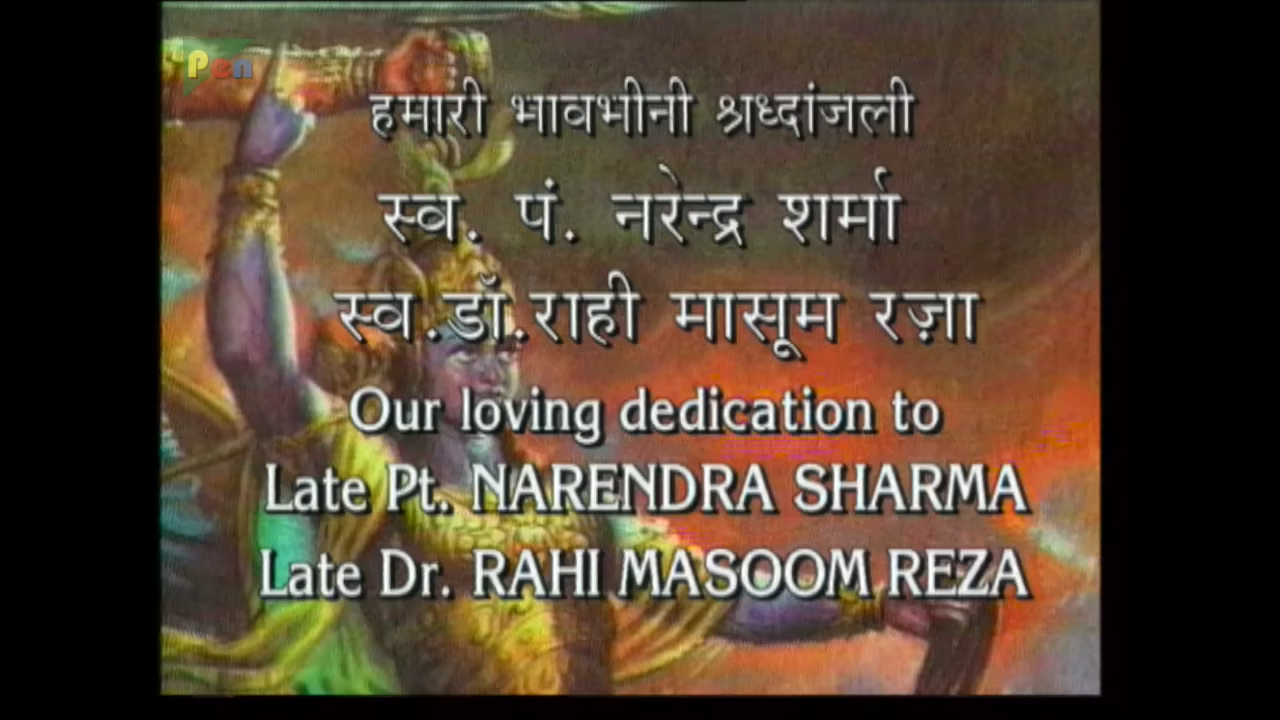 Pen
हमारी भावभीनी श्रध्दांजली
स्व. पं. नरेन्द्र शर्मा
स्व.डॉ.राही मासूम रज़ा
Our loving dedication to
Late Pt. NARENDRA SHARMA
Late Dr. RAHI MASOOM REZA